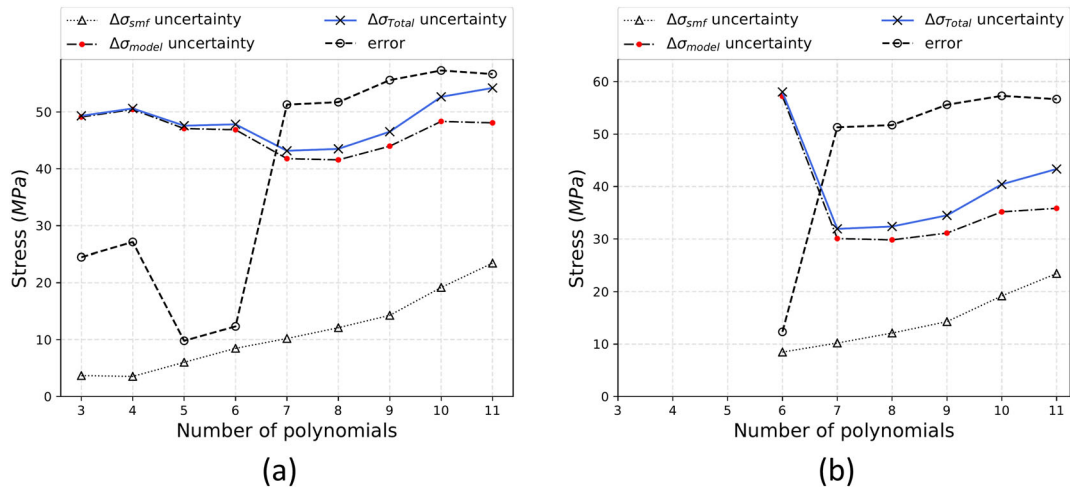 Δσsmf uncertainty
Δσmodel uncertainty
ΔσTotal uncertainty
error
Stress (MPa)
50
40
30
20
10
0
3 4 5 6 7 8 9 10 11
Number of polynomials
(a)
Δσsmf uncertainty
Δσmodel uncertainty
ΔσTotal uncertainty
error
Stress (MPa)
60
50
40
30
20
10
0
3 4 5 6 7 8 9 10 11
Number of polynomials
(b)